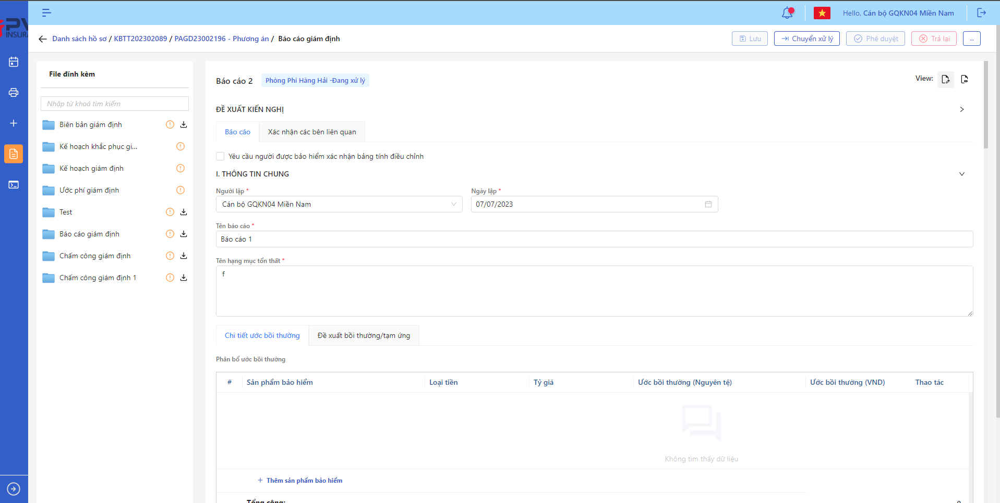 PV
INSURA
Hello, Cán bộ GQKN04 Miền Nam
Danh sách hồ sơ / KBTT202302089 / PAGD23002196 - Phương án / Báo cáo giám định
Lưu
Chuyển xử lý
Phê duyệt
Trả lại
...
File đính kèm
Nhập từ khoá tìm kiếm
Biên bản giám định
Kế hoạch khắc phục gi...
Kế hoạch giám định
Ước phí giám định
Test
Báo cáo giám định
Chấm công giám định
Chấm công giám định 1
Báo cáo 2
Phòng Phi Hàng Hải -Đang xử lý
View:
ĐỀ XUẤT KIẾN NGHỊ
Báo cáo
Xác nhận các bên liên quan
Yêu cầu người được bảo hiểm xác nhận bảng tính điều chỉnh
I. THÔNG TIN CHUNG
Người lập *
Ngày lập *
Cán bộ GQKN04 Miền Nam
07/07/2023
Tên báo cáo *
Báo cáo 1
Tên hạng mục tổn thất *
f
Chi tiết ước bồi thường
Đề xuất bồi thường/tạm ứng
Phân bổ ước bồi thường
# Sản phẩm bảo hiểm Loại tiền Tỷ giá Ước bồi thường (Nguyên tệ) Ước bồi thường (VND) Thao tác
Không tìm thấy dữ liệu
+ Thêm sản phẩm bảo hiểm
Tổng cộng: 0